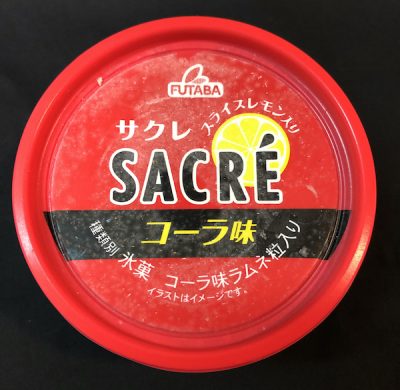 FUTABA
サクレ スライスレモン入り
SACRÉ
コーラ味
種類別 氷菓 コーラ味ラムネ粒入り
イラストはイメージです。